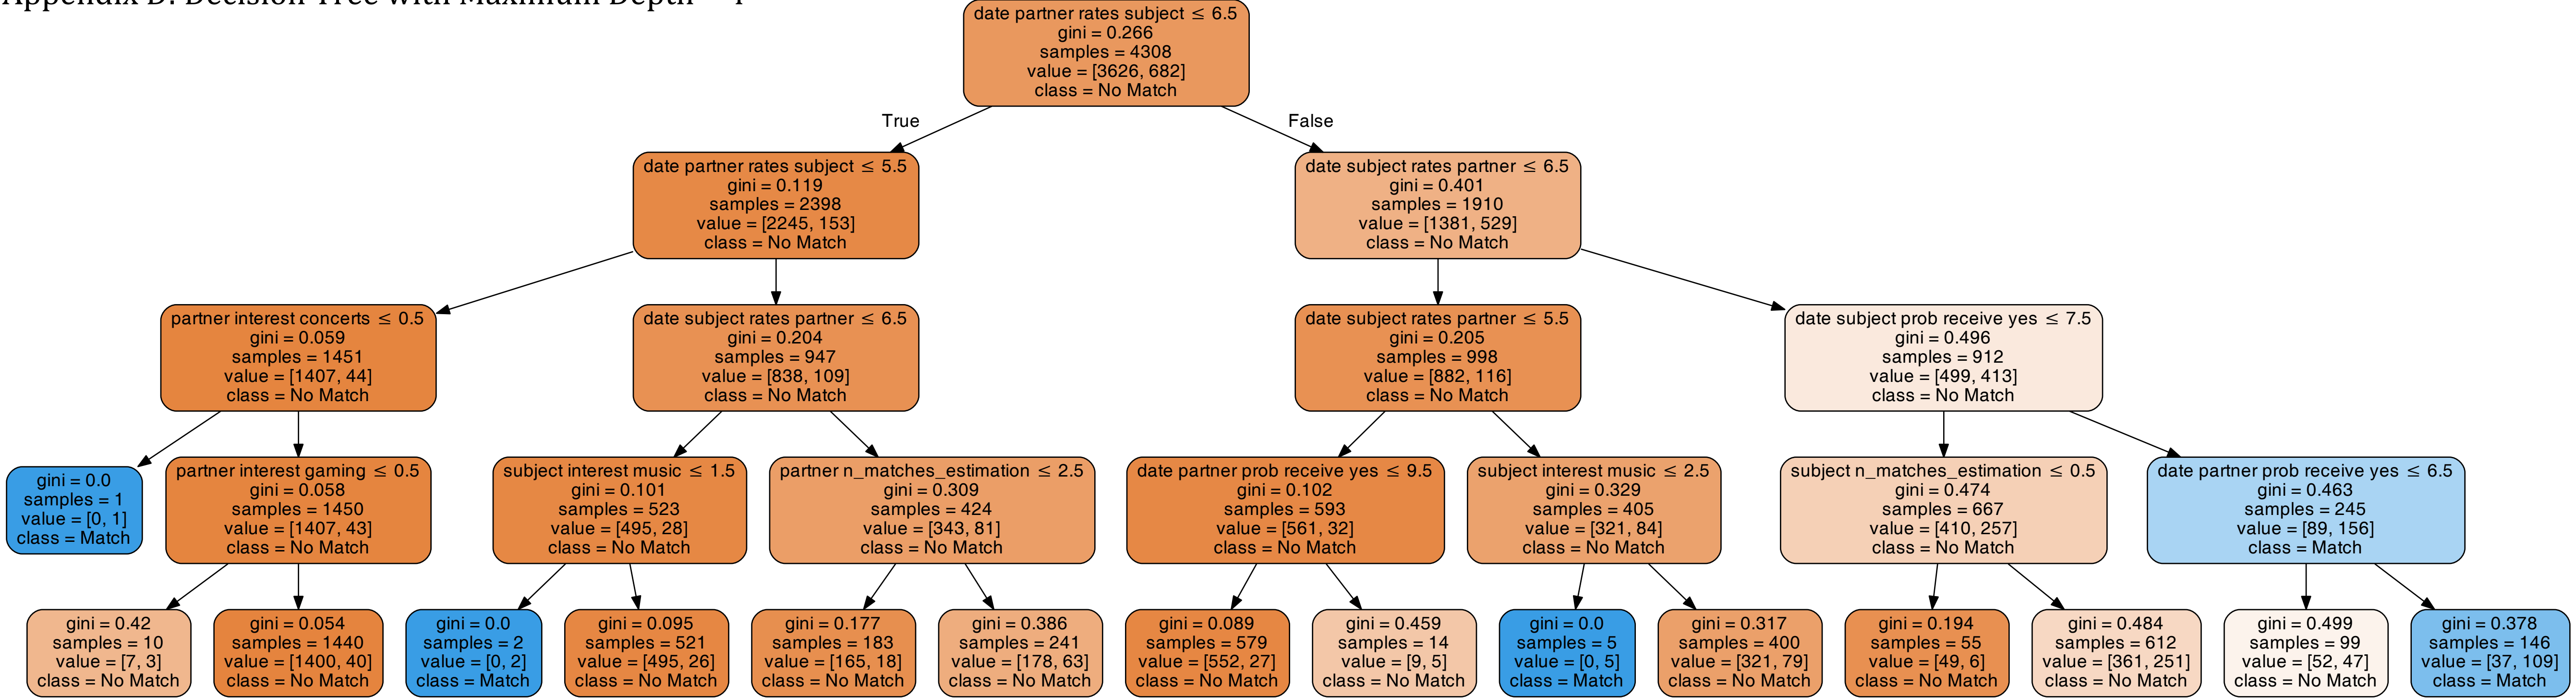 Appendix D: Decision Tree with Maximum Depth
date partner rates subject ≤ 6.5
gini = 0.266
samples = 4308
value = [3626, 682]
class = No Match
True
False
date partner rates subject ≤ 5.5
gini = 0.119
samples = 2398
value = [2245, 153]
class = No Match
date subject rates partner ≤ 6.5
gini = 0.401
samples = 1910
value = [1381, 529]
class = No Match
partner interest concerts ≤ 0.5
gini = 0.059
samples = 1451
value = [1407, 44]
class = No Match
date subject rates partner ≤ 6.5
gini = 0.204
samples = 947
value = [838, 109]
class = No Match
date subject rates partner ≤ 5.5
gini = 0.205
samples = 998
value = [882, 116]
class = No Match
date subject prob receive yes ≤ 7.5
gini = 0.496
samples = 912
value = [499, 413]
class = No Match
gini = 0.0
samples = 1
value = [0, 1]
class = Match
partner interest gaming ≤ 0.5
gini = 0.058
samples = 1450
value = [1407, 43]
class = No Match
subject interest music ≤ 1.5
gini = 0.101
samples = 523
value = [495, 28]
class = No Match
partner n_matches_estimation ≤ 2.5
gini = 0.309
samples = 424
value = [343, 81]
class = No Match
date partner prob receive yes ≤ 9.5
gini = 0.102
samples = 593
value = [561, 32]
class = No Match
subject interest music ≤ 2.5
gini = 0.329
samples = 405
value = [321, 84]
class = No Match
subject n_matches_estimation ≤ 0.5
gini = 0.474
samples = 667
value = [410, 257]
class = No Match
date partner prob receive yes ≤ 6.5
gini = 0.463
samples = 245
value = [89, 156]
class = Match
gini = 0.42
samples = 10
value = [7, 3]
class = No Match
gini = 0.054
samples = 1440
value = [1400, 40]
class = No Match
gini = 0.0
samples = 2
value = [0, 2]
class = Match
gini = 0.095
samples = 521
value = [495, 26]
class = No Match
gini = 0.177
samples = 183
value = [165, 18]
class = No Match
gini = 0.386
samples = 241
value = [178, 63]
class = No Match
gini = 0.089
samples = 579
value = [552, 27]
class = No Match
gini = 0.459
samples = 14
value = [9, 5]
class = No Match
gini = 0.0
samples = 5
value = [0, 5]
class = Match
gini = 0.317
samples = 400
value = [321, 79]
class = No Match
gini = 0.194
samples = 55
value = [49, 6]
class = No Match
gini = 0.484
samples = 612
value = [361, 251]
class = No Match
gini = 0.499
samples = 99
value = [52, 47]
class = No Match
gini = 0.378
samples = 146
value = [37, 109]
class = Match